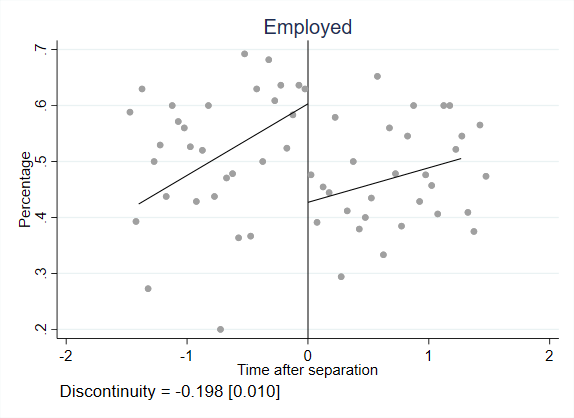 Employed
Percentage
.7
.6
.5
.4
.3
.2
-2 -1 0 1 2
Time after separation
Discontinuity = -0.198 [0.010]